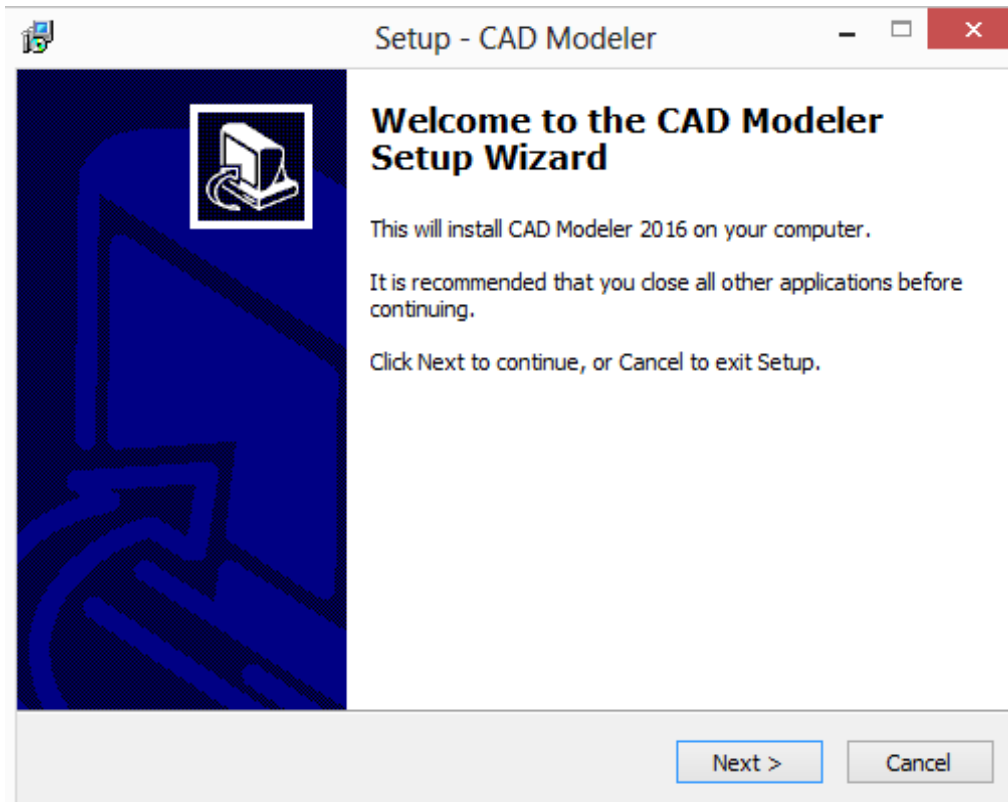 Setup - CAD Modeler
Welcome to the CAD Modeler
Setup Wizard
This will install CAD Modeler 2016 on your computer.
It is recommended that you close all other applications before
continuing.
Click Next to continue, or Cancel to exit Setup.
Next >
Cancel